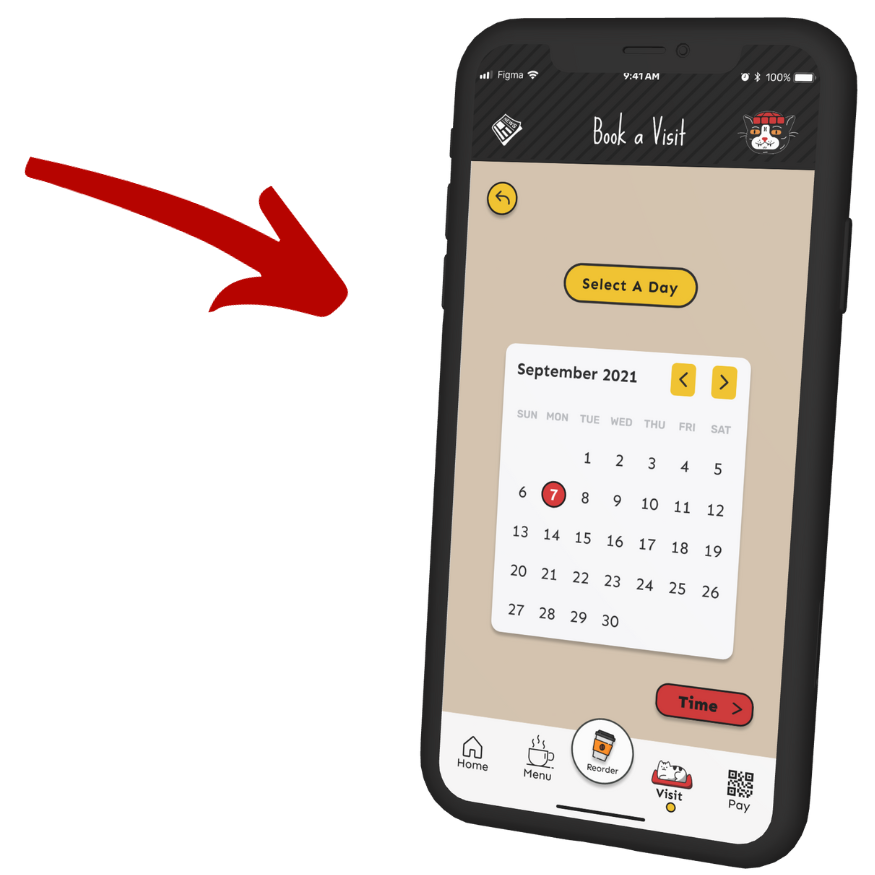 Figma 9:41 AM 100%
NEWS
Book a Visit
Select A Day
September 2021
SUN MON TUE WED THU FRI SAT
1 2 3 4 5
6 7 8 9 10 11 12
13 14 15 16 17 18 19
20 21 22 23 24 25 26
27 28 29 30
Time >
Home Menu Reorder Visit Pay